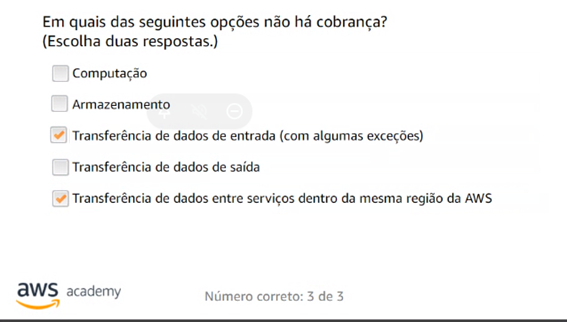 Em quais das seguintes opções não há cobrança?
(Escolha duas respostas.)
Computação
Armazenamento
Transferência de dados de entrada (com algumas exceções)
Transferência de dados de saída
Transferência de dados entre serviços dentro da mesma região da AWS
aws academy
Número correto: 3 de 3